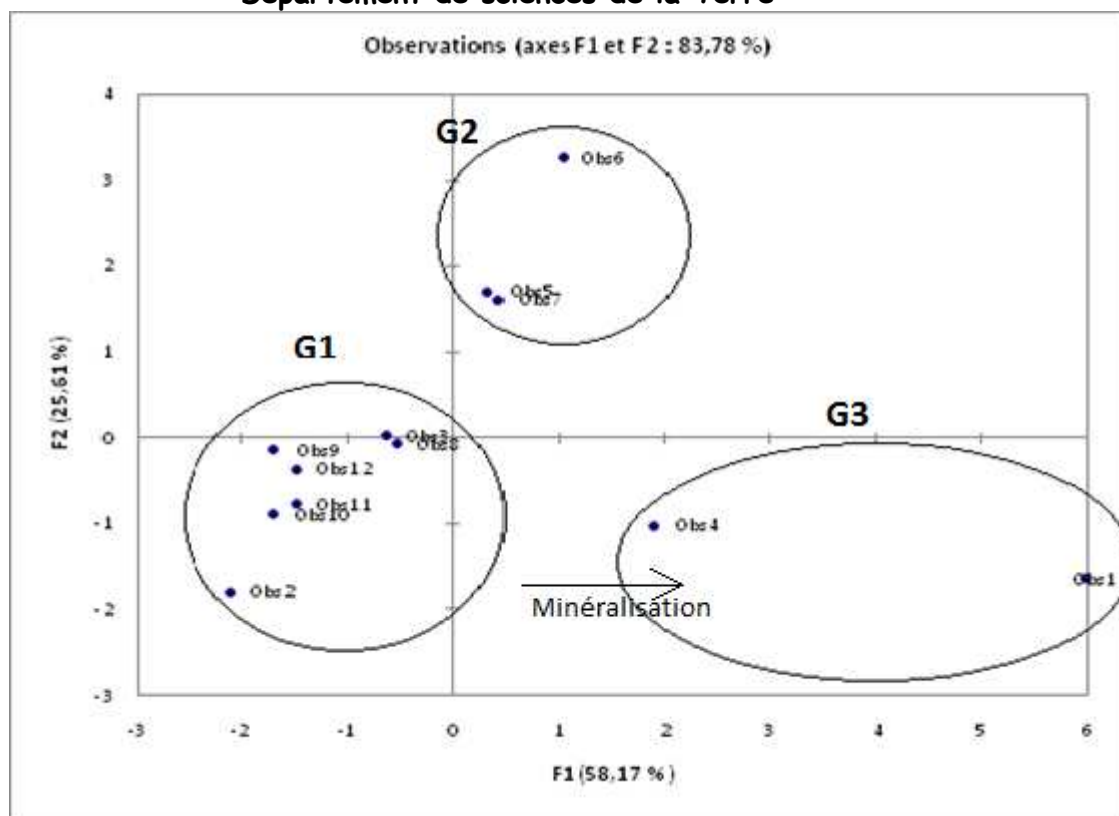 Département de sciences de la Terre
Observations (axes F1 et F2 : 83,78 %)
4
G2
Obs6
3
2
Obs5
Obs7
1
G1
G3
F2 (25,61 %)
0
Obs3
Obs8
Obs9
Obs12
Obs11
Obs10
-1
Obs4
Obs1
Obs2
Minéralisation
-2
-3
-3 -2 -1 0 1 2 3 4 5 6
F1 (58,17 %)